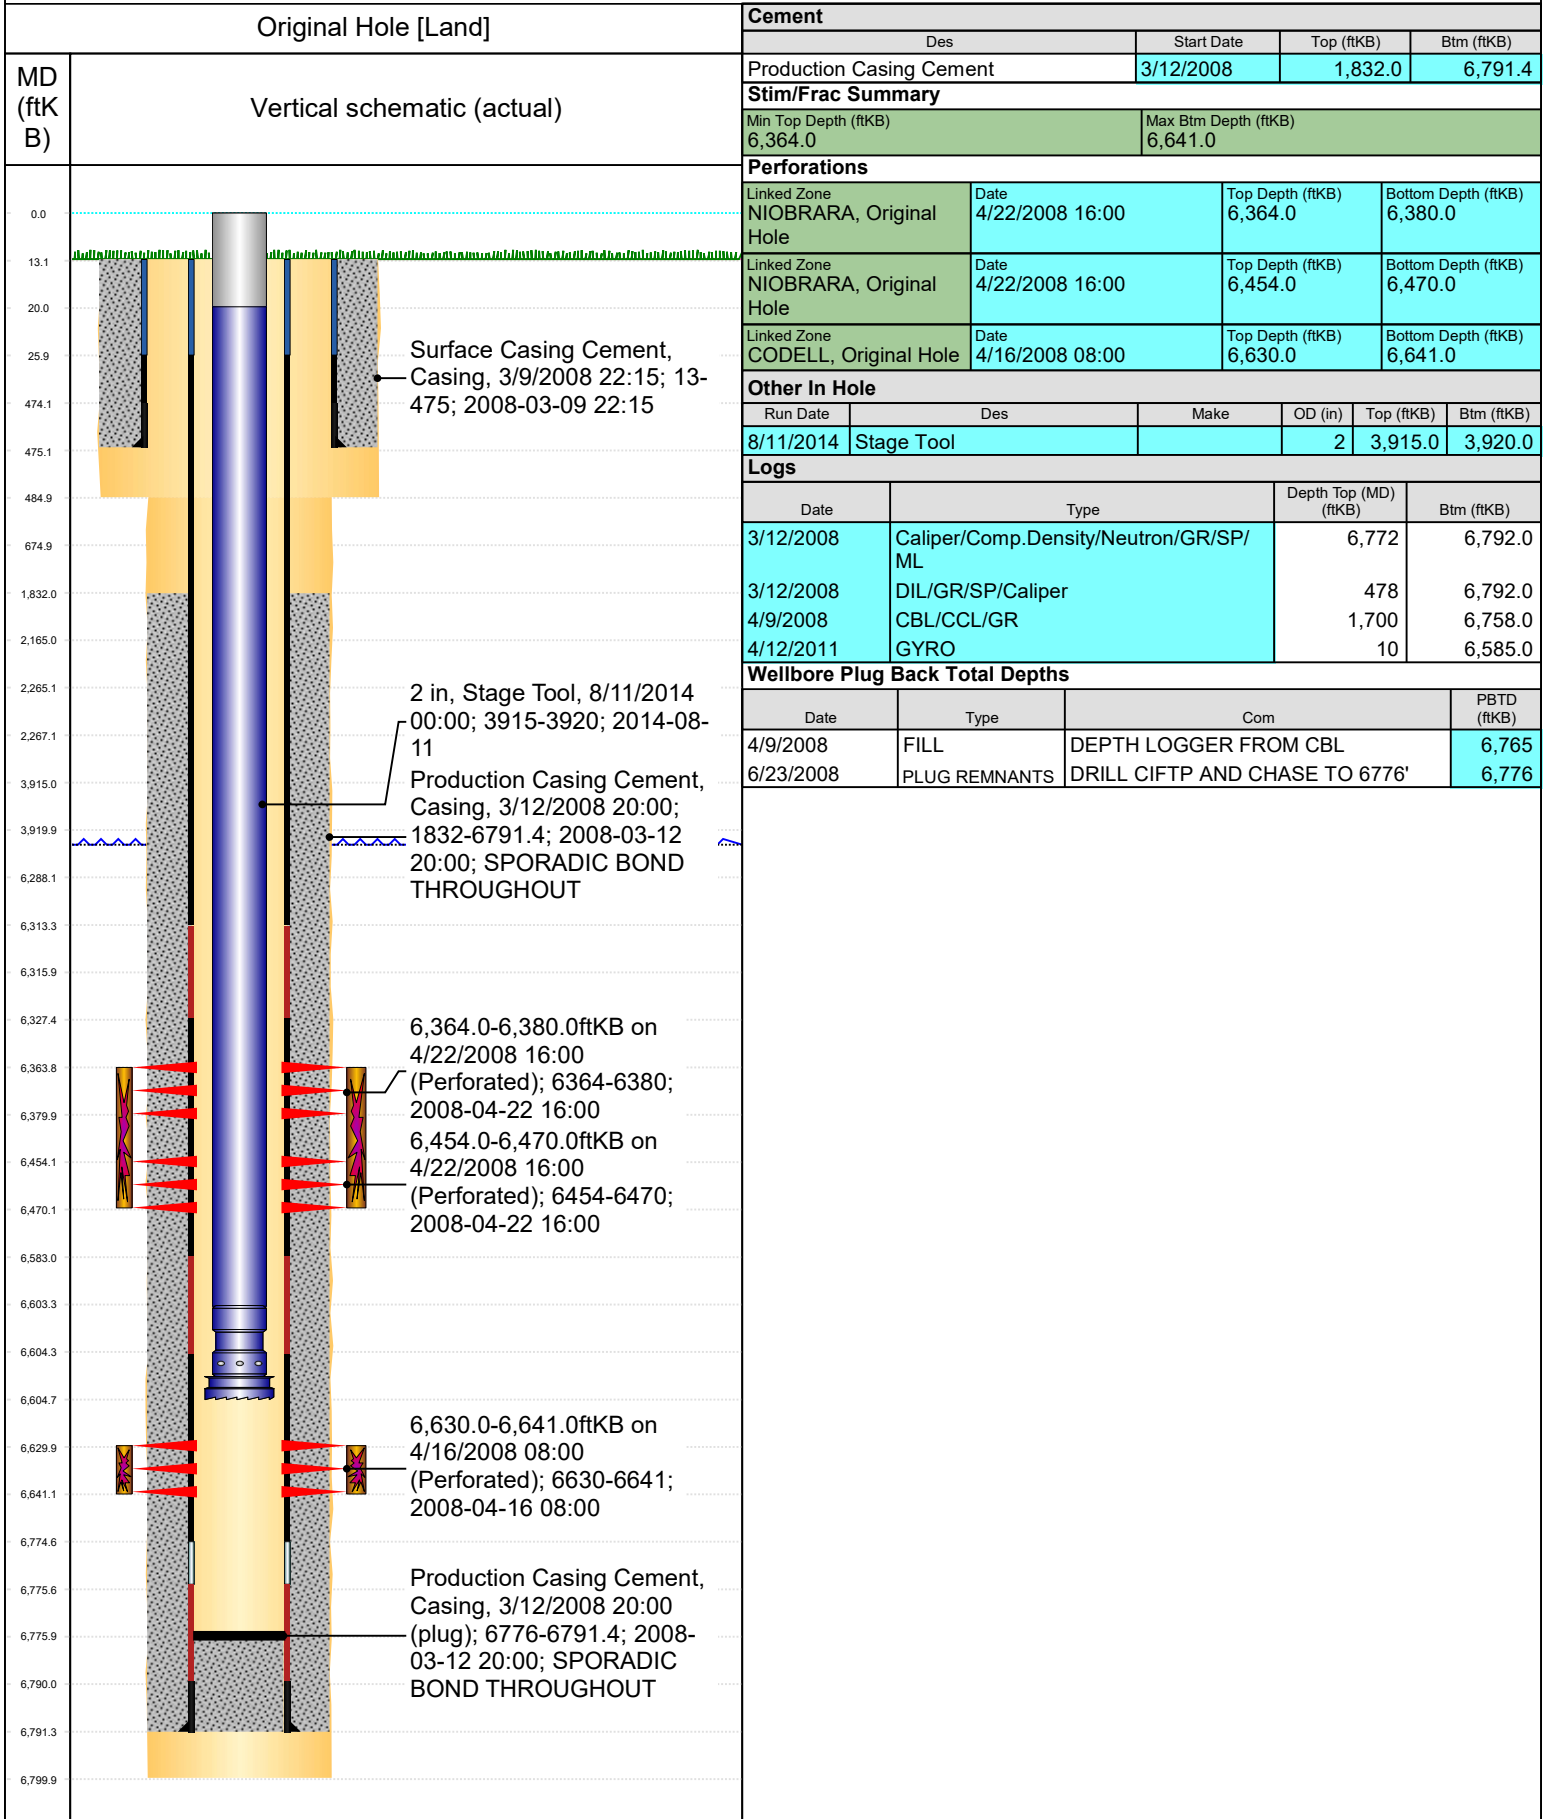 Original Hole [Land]
MD
(ftK
B)
Vertical schematic (actual)
0.0
13.1
20.0
25.9
474.1
475.1
484.9
674.9
1,832.0
2,165.0
2,265.1
2,267.1
3,915.0
3,919.9
6,288.1
6,313.3
6,315.9
6,327.4
6,363.8
6,379.9
6,454.1
6,470.1
6,583.0
6,603.3
6,604.3
6,604.7
6,629.9
6,641.1
6,774.6
6,775.6
6,775.9
6,790.0
6,791.3
6,799.9
Surface Casing Cement,
Casing, 3/9/2008 22:15; 13-
475; 2008-03-09 22:15
2 in, Stage Tool, 8/11/2014
00:00; 3915-3920; 2014-08-
11
Production Casing Cement,
Casing, 3/12/2008 20:00;
1832-6791.4; 2008-03-12
20:00; SPORADIC BOND
THROUGHOUT
6,364.0-6,380.0ftKB on
4/22/2008 16:00
(Perforated); 6364-6380;
2008-04-22 16:00
6,454.0-6,470.0ftKB on
4/22/2008 16:00
(Perforated); 6454-6470;
2008-04-22 16:00
6,630.0-6,641.0ftKB on
4/16/2008 08:00
(Perforated); 6630-6641;
2008-04-16 08:00
Production Casing Cement,
Casing, 3/12/2008 20:00
(plug); 6776-6791.4; 2008-
03-12 20:00; SPORADIC
BOND THROUGHOUT
Cement
Des Start Date Top (ftKB) Btm (ftKB)
Production Casing Cement 3/12/2008 1,832.0 6,791.4
Stim/Frac Summary
Min Top Depth (ftKB) Max Btm Depth (ftKB)
6,364.0 6,641.0
Perforations
Linked Zone Date Top Depth (ftKB) Bottom Depth (ftKB)
NIOBRARA, Original 4/22/2008 16:00 6,364.0 6,380.0
Hole
Linked Zone Date Top Depth (ftKB) Bottom Depth (ftKB)
NIOBRARA, Original 4/22/2008 16:00 6,454.0 6,470.0
Hole
Linked Zone Date Top Depth (ftKB) Bottom Depth (ftKB)
CODELL, Original Hole 4/16/2008 08:00 6,630.0 6,641.0
Other In Hole
Run Date Des Make OD (in) Top (ftKB) Btm (ftKB)
8/11/2014 Stage Tool 2 3,915.0 3,920.0
Logs
Date Type Depth Top (MD) (ftKB) Btm (ftKB)
3/12/2008 Caliper/Comp.Density/Neutron/GR/SP/ 6,772 6,792.0
ML
3/12/2008 DIL/GR/SP/Caliper 478 6,792.0
4/9/2008 CBL/CCL/GR 1,700 6,758.0
4/12/2011 GYRO 10 6,585.0
Wellbore Plug Back Total Depths
Date Type Com PBTD (ftKB)
4/9/2008 FILL DEPTH LOGGER FROM CBL 6,765
6/23/2008 PLUG REMNANTS DRILL CIFTP AND CHASE TO 6776' 6,776